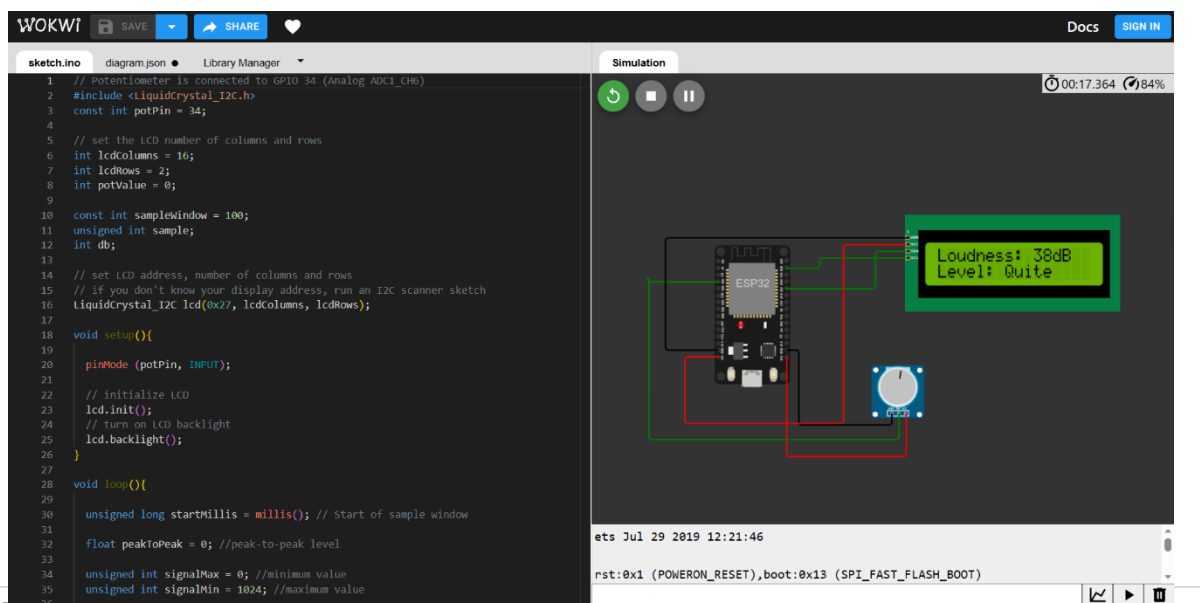 WOKWI SAVE SHARE Docs SIGN IN
sketch.ino diagram.json Library Manager
1 // Potentiometer is connected to GPIO 34 (Analog ADC1_CH6)
2 #include <LiquidCrystal_I2C.h>
3 const int potPin = 34;
4
5 // set the LCD number of columns and rows
6 int lcdColumns = 16;
7 int lcdRows = 2;
8 int potValue = 0;
9
10 const int sampleWindow = 100;
11 unsigned int sample;
12 int db;
13
14 // set LCD address, number of columns and rows
15 // if you don't know your display address, run an I2C scanner sketch
16 LiquidCrystal_I2C lcd(0x27, lcdColumns, lcdRows);
17
18 void setup(){
19
20 pinMode (potPin, INPUT);
21
22 // initialize LCD
23 lcd.init();
24 // turn on LCD backlight
25 lcd.backlight();
26 }
27
28 void loop(){
29
30 unsigned long startMillis = millis(); // Start of sample window
31
32 float peakToPeak = 0; //peak-to-peak level
33
34 unsigned int signalMax = 0; //minimum value
35 unsigned int signalMin = 1024; //maximum value
Simulation
00:17.364 84%
Loudness: 38dB
Level: Quite
ESP32
ets Jul 29 2019 12:21:46
rst:0x1 (POWERON_RESET),boot:0x13 (SPI_FAST_FLASH_BOOT)